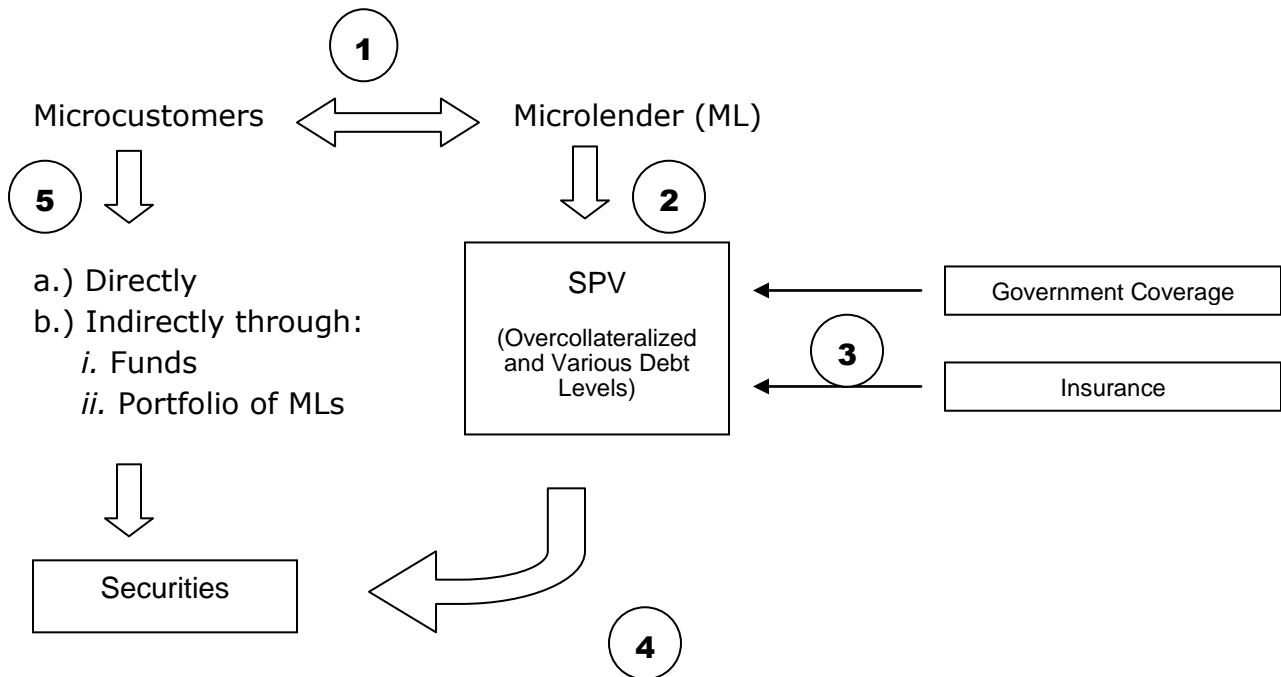 1
Microcustomers
Microlender (ML)
5
2
a.) Directly
b.) Indirectly through:
i. Funds
ii. Portfolio of MLs
SPV
(Overcollateralized
and Various Debt
Levels)
Government Coverage
3
Insurance
Securities
4